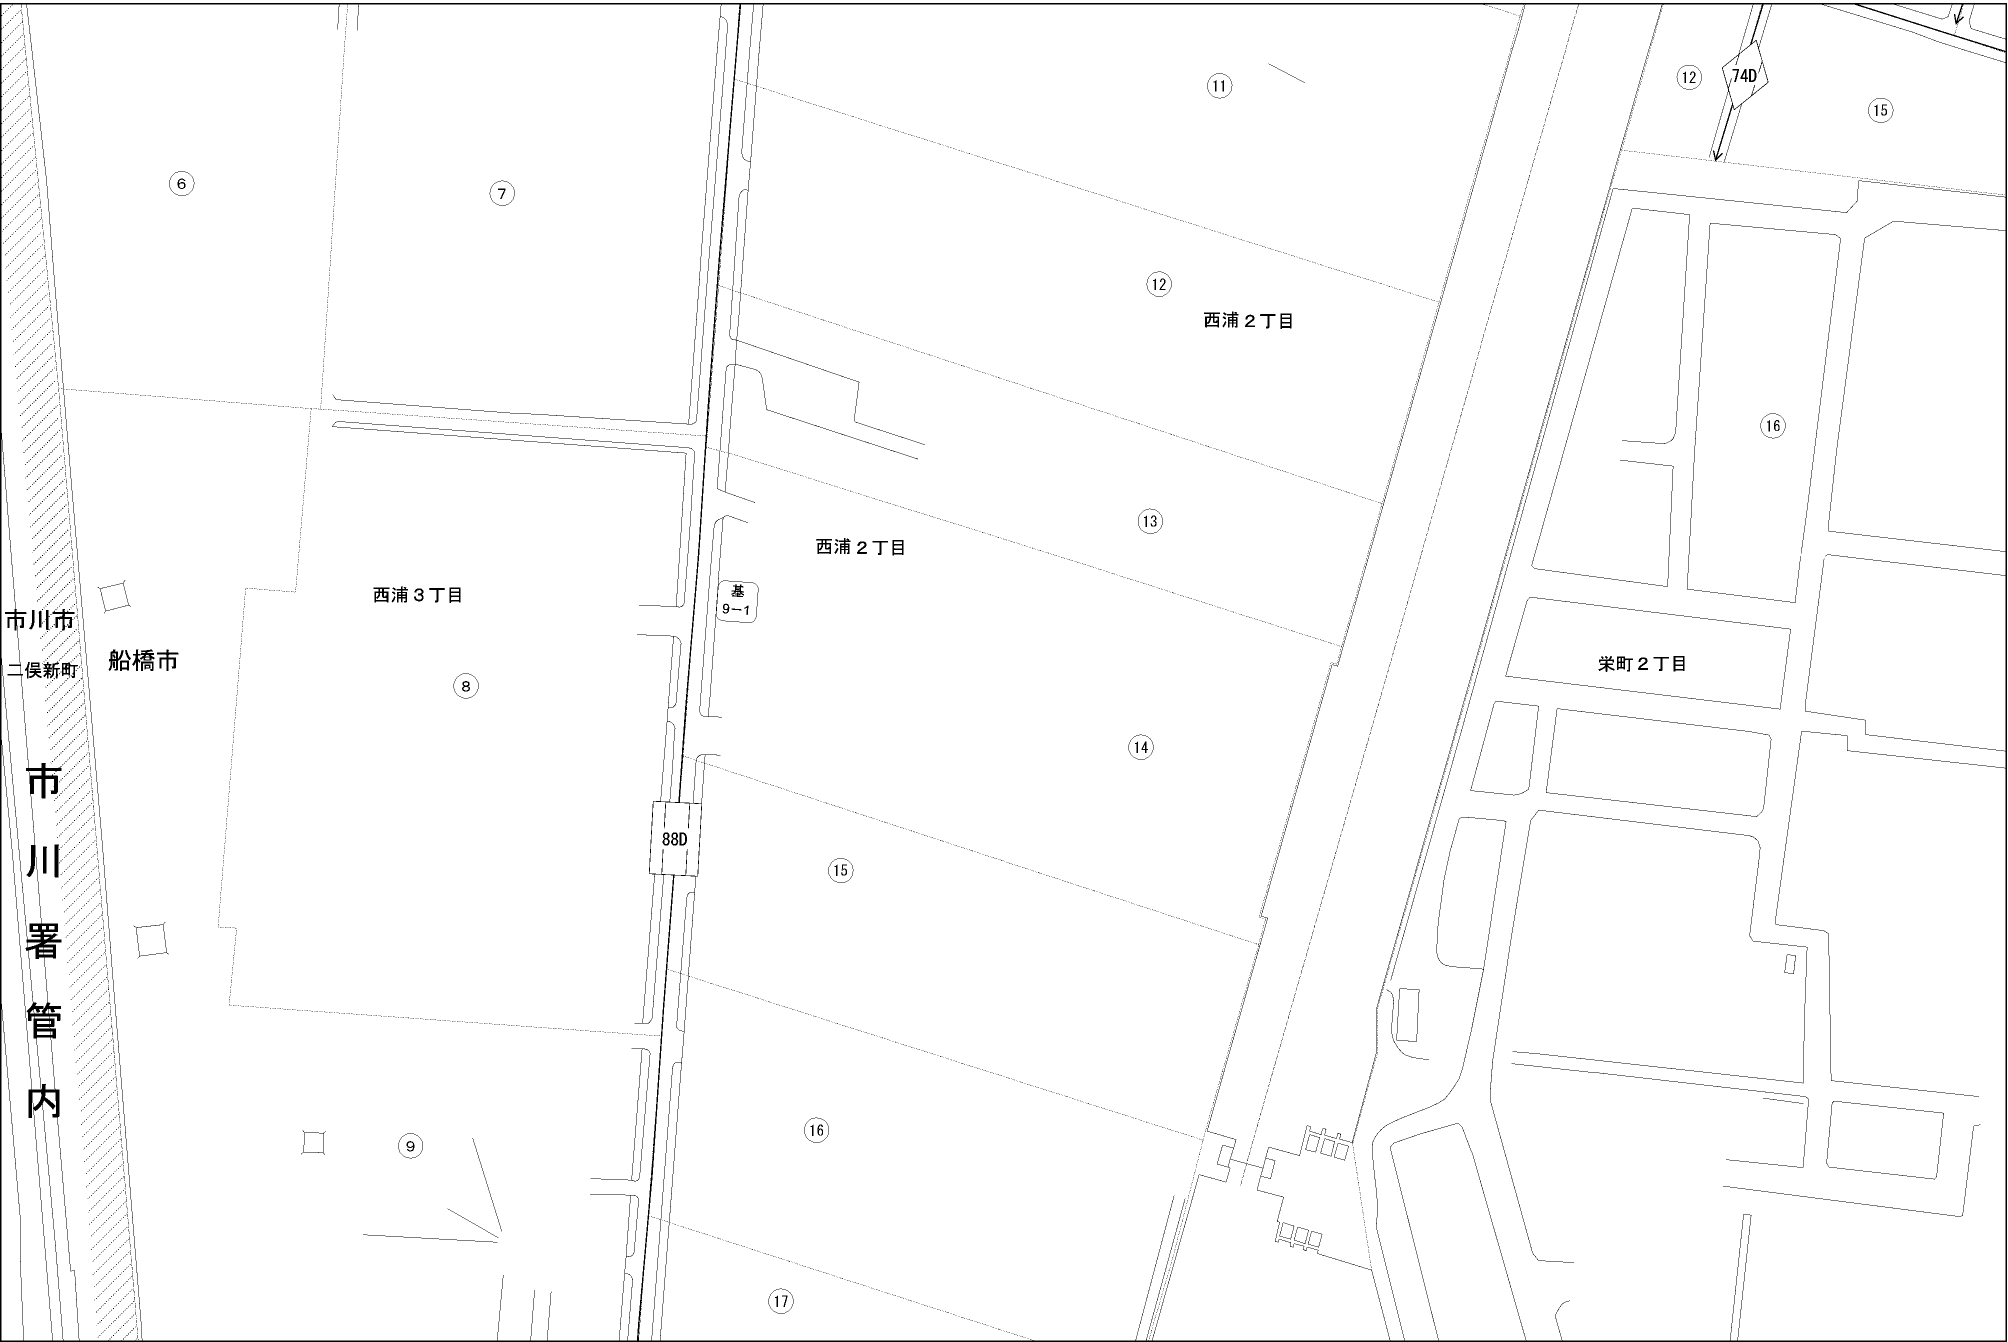 ⑪
⑫
74D
⑮
⑥
⑦
⑫
西浦２丁目
⑯
⑬
西浦２丁目
西浦３丁目
基
9－1
市川市
二俣新町
船橋市
⑧
栄町２丁目
⑭
市川署管内
88D
⑮
⑯
⑨
⑰